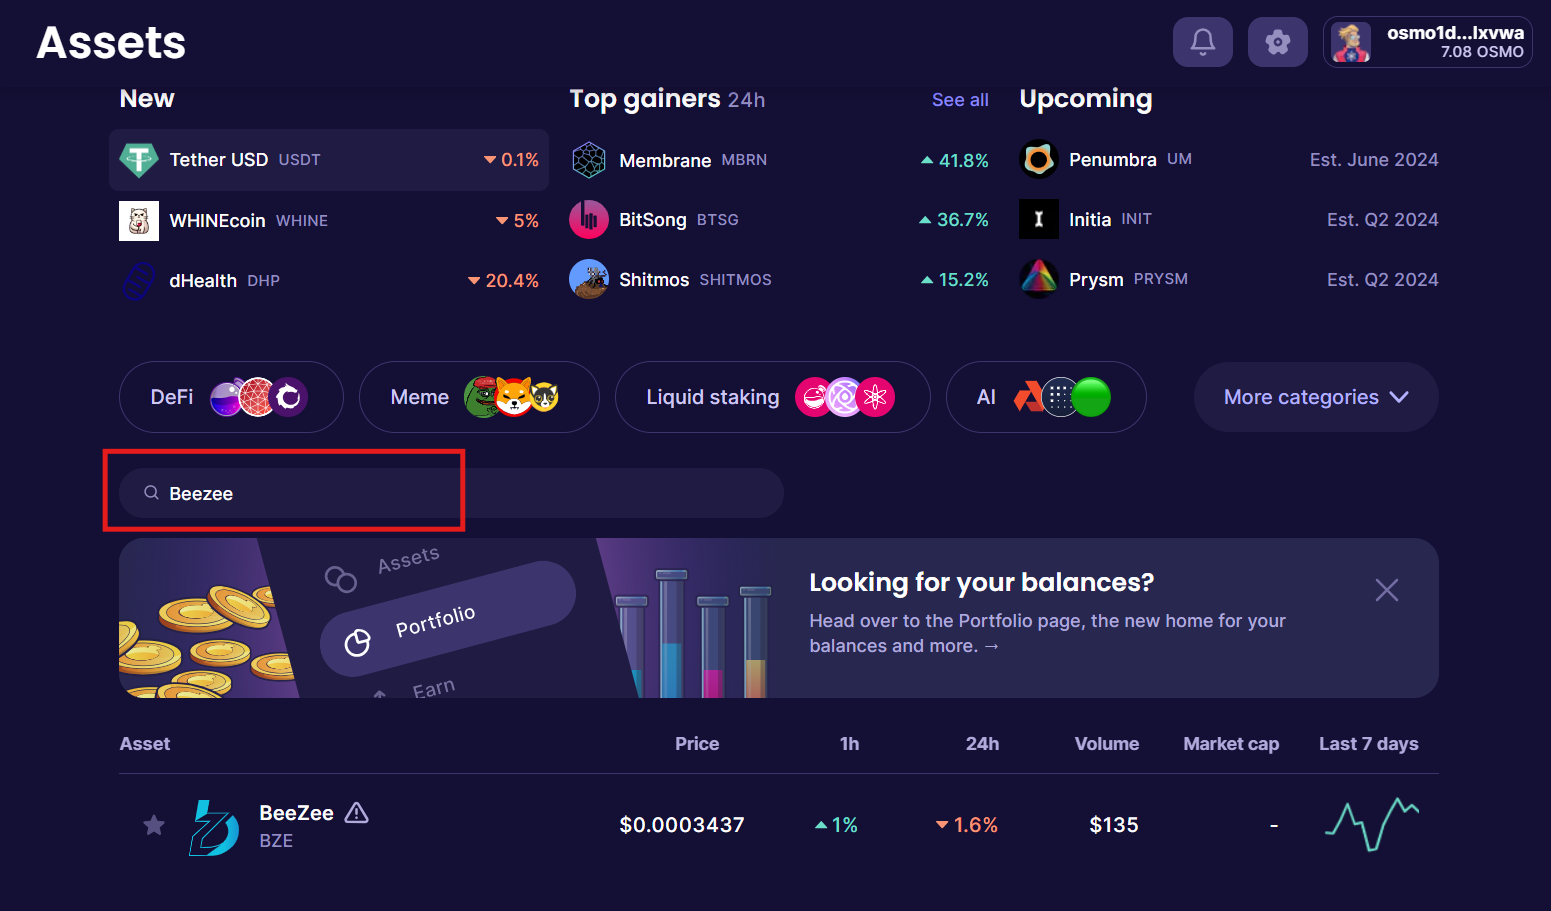 Assets
osmo1d...lxvwa
7.08 OSMO
New
Tether USD USDT 0.1%
WHINEcoin WHINE 5%
dHealth DHP 20.4%
Top gainers 24h See all
Membrane MBRN 41.8%
BitSong BTSG 36.7%
Shitmos SHITMOS 15.2%
Upcoming
Penumbra UM Est. June 2024
Initia INIT Est. Q2 2024
Prysm PRYSM Est. Q2 2024
DeFi Meme Liquid staking AI More categories
Beezee
Assets
Portfolio
Earn
Looking for your balances?
Head over to the Portfolio page, the new home for your
balances and more. →
Asset Price 1h 24h Volume Market cap Last 7 days
BeeZee $0.0003437 1% 1.6% $135 -
BZE